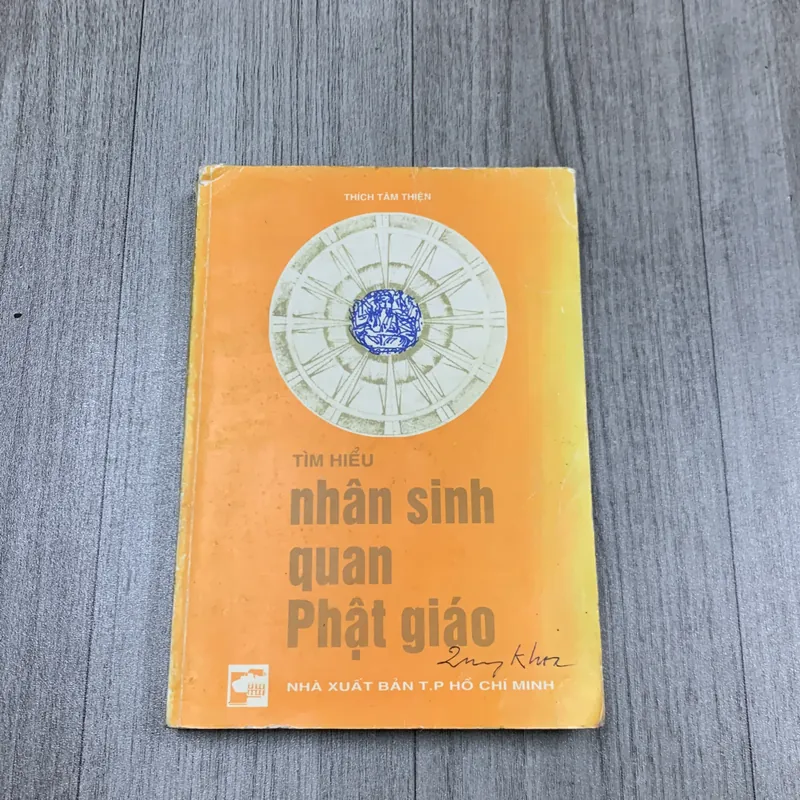 THÍCH TÂM THIỆN
TÌM HIỂU
nhân sinh
quan
Phật giáo
NHÀ XUẤT BẢN T.P HỒ CHÍ MINH